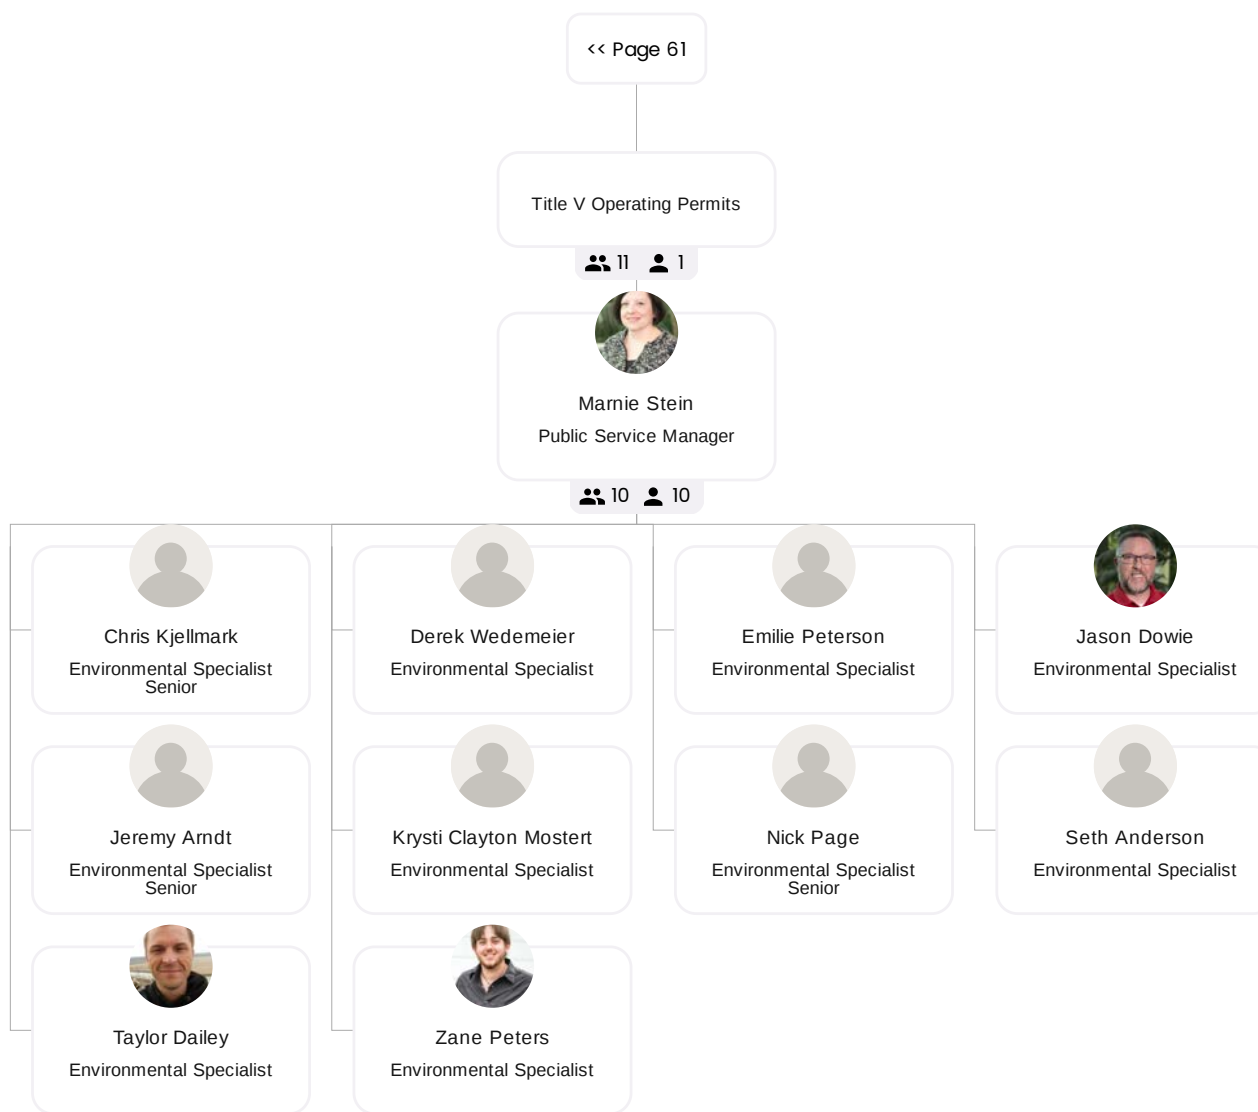 << Page 61
Title V Operating Permits
11 1
Marnie Stein
Public Service Manager
10 10
Chris Kjellmark
Environmental Specialist
Senior
Derek Wedemeier
Environmental Specialist
Emilie Peterson
Environmental Specialist
Jason Dowie
Environmental Specialist
Jeremy Arndt
Environmental Specialist
Senior
Krysti Clayton Mostert
Environmental Specialist
Nick Page
Environmental Specialist
Senior
Seth Anderson
Environmental Specialist
Taylor Dailey
Environmental Specialist
Zane Peters
Environmental Specialist